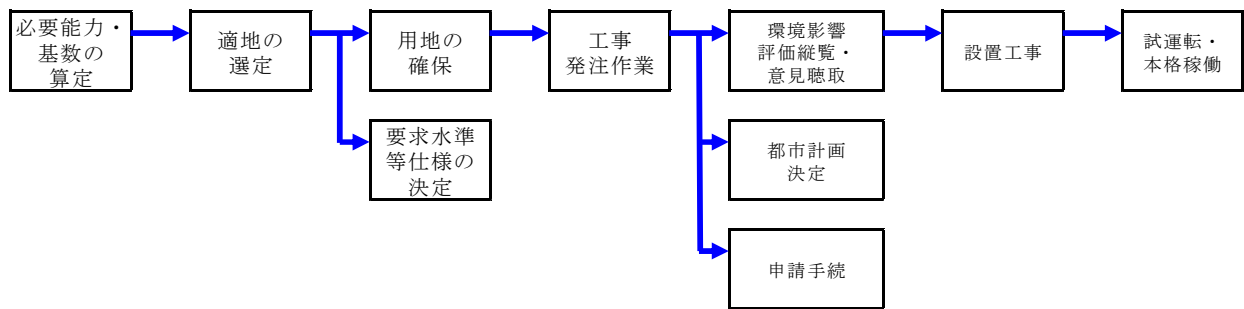 必要能力・
基数の
算定
適地の
選定
用地の
確保
工事
発注作業
環境影響
評価縦覧・
意見聴取
設置工事
試運転・
本格稼働
要求水準
等仕様の
決定
都市計画
決定
申請手続